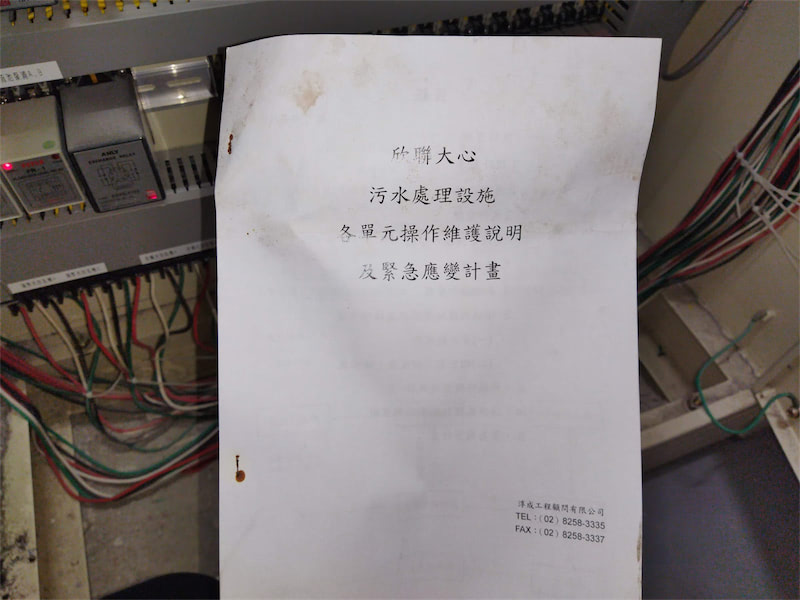 欣聯大心
污水處理設施
各單元操作維護說明
及緊急應變計畫
淳成工程顧問有限公司
TEL：(02) 8258-3335
FAX：(02) 8258-3337
ANLY